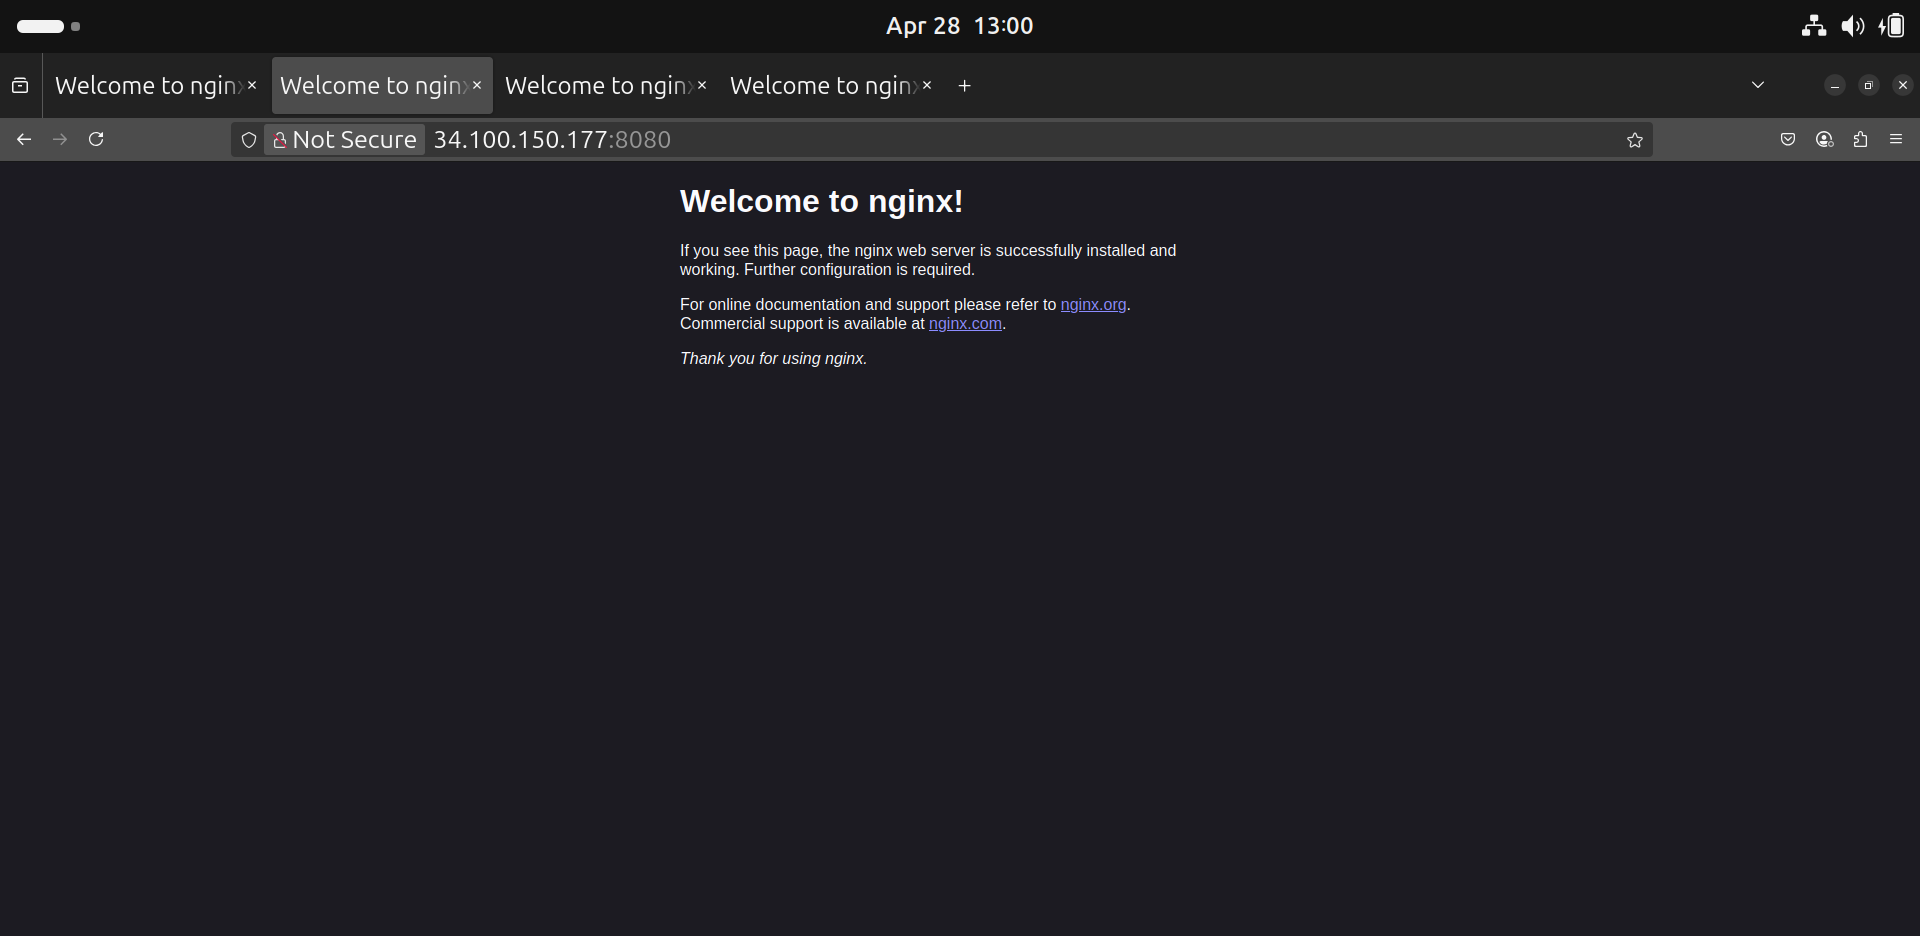 Apr 28 13:00
Welcome to nginx
Welcome to nginx
Welcome to nginx
Welcome to nginx
Not Secure 34.100.150.177:8080
Welcome to nginx!
If you see this page, the nginx web server is successfully installed and
working. Further configuration is required.
For online documentation and support please refer to nginx.org.
Commercial support is available at nginx.com.
Thank you for using nginx.